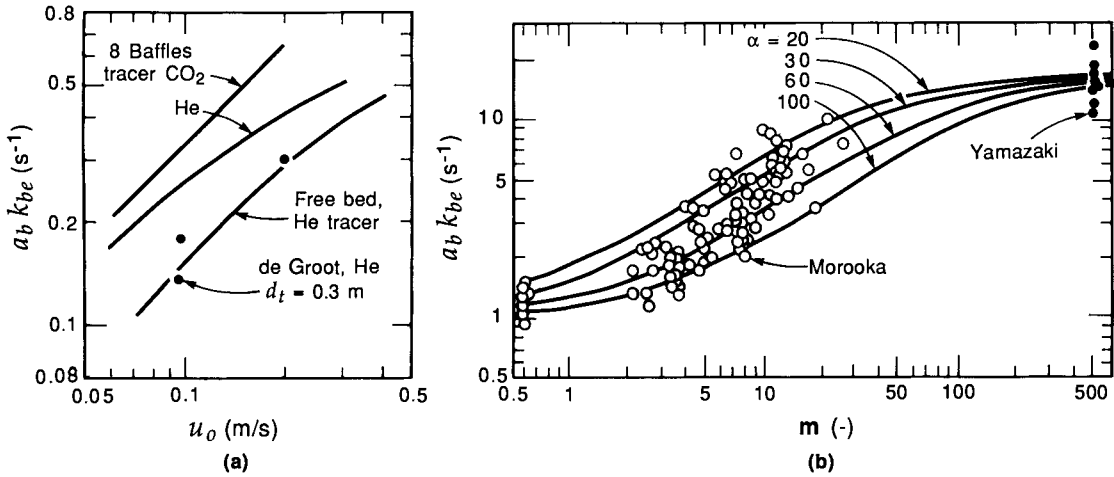 0.8
0.5
0.2
0.1
0.08
a_b k_be (s⁻¹)
8 Baffles
tracer CO₂
He
Free bed,
He tracer
de Groot, He
d_t = 0.3 m
0.05
0.1
0.5
u_o (m/s)
(a)
10
5
1
0.5
a_b k_be (s⁻¹)
α = 20
30
60
100
Yamazaki
Morooka
0.5
1
5
10
50
100
500
m (-)
(b)